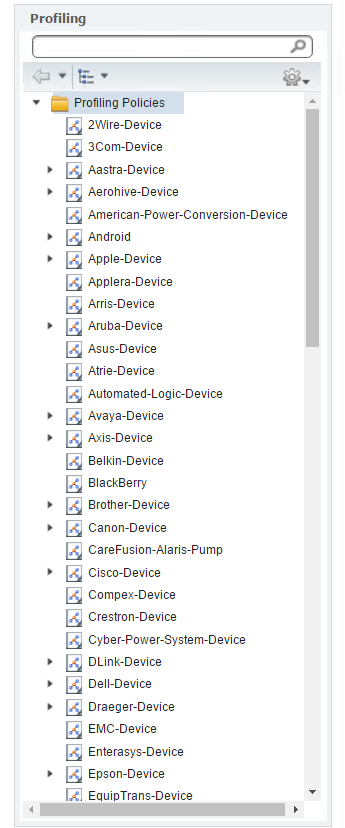 Profiling
Profiling Policies
2Wire-Device
3Com-Device
Aastra-Device
Aerohive-Device
American-Power-Conversion-Device
Android
Apple-Device
Applera-Device
Arris-Device
Aruba-Device
Asus-Device
Atrie-Device
Automated-Logic-Device
Avaya-Device
Axis-Device
Belkin-Device
BlackBerry
Brother-Device
Canon-Device
CareFusion-Alaris-Pump
Cisco-Device
Compex-Device
Crestron-Device
Cyber-Power-System-Device
DLink-Device
Dell-Device
Draeger-Device
EMC-Device
Enterasys-Device
Epson-Device
EquipTrans-Device